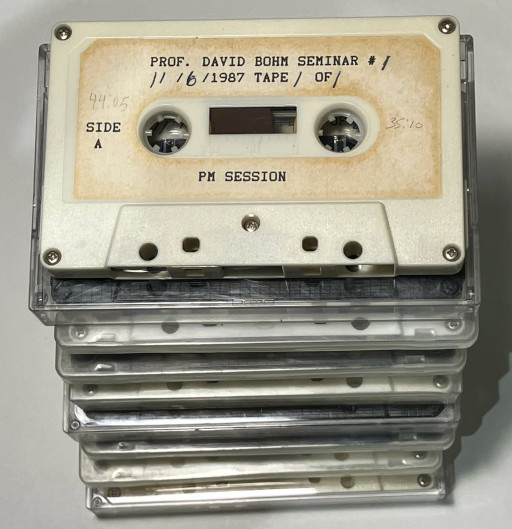 PROF. DAVID BOHM SEMINAR # 1
11/6/1987 TAPE 1 OF 1
44:05
SIDE
A
35:10
PM SESSION